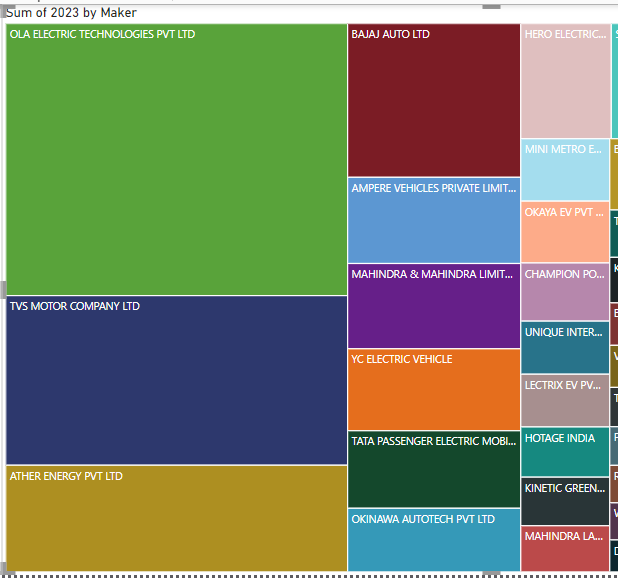 Sum of 2023 by Maker
OLA ELECTRIC TECHNOLOGIES PVT LTD
TVS MOTOR COMPANY LTD
ATHER ENERGY PVT LTD
BAJAJ AUTO LTD
AMPERE VEHICLES PRIVATE LIMIT...
MAHINDRA & MAHINDRA LIMIT...
YC ELECTRIC VEHICLE
TATA PASSENGER ELECTRIC MOBI...
OKINAWA AUTOTECH PVT LTD
HERO ELECTRIC...
MINI METRO E...
OKAYA EV PVT ...
CHAMPION PO...
UNIQUE INTER...
LECTRIX EV PV...
HOTAGE INDIA
KINETIC GREEN...
MAHINDRA LA...